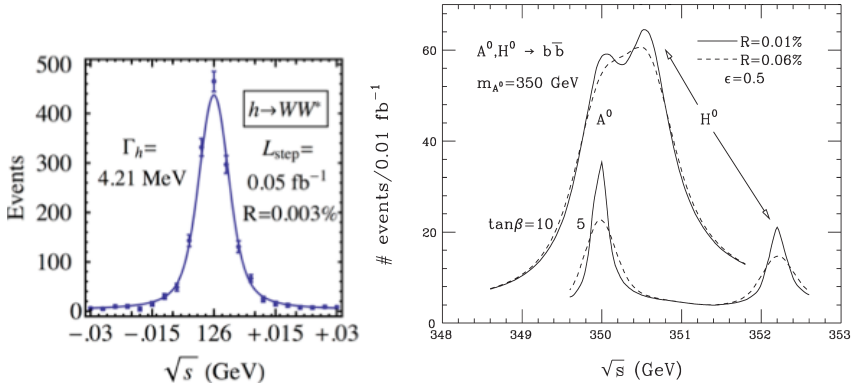 500
400
300
200
100
0
Events
Γh=
4.21 MeV
h→WW*
Lstep=
0.05 fb⁻¹
R=0.003%
−.03 −.015 126 +.015 +.03
√s (GeV)
60
40
20
0
# events/0.01 fb⁻¹
A⁰,H⁰ → bb̅
mA⁰=350 GeV
R=0.01%
R=0.06%
ϵ=0.5
A⁰
H⁰
tanβ=10
5
348 349 350 351 352 353
√s (GeV)